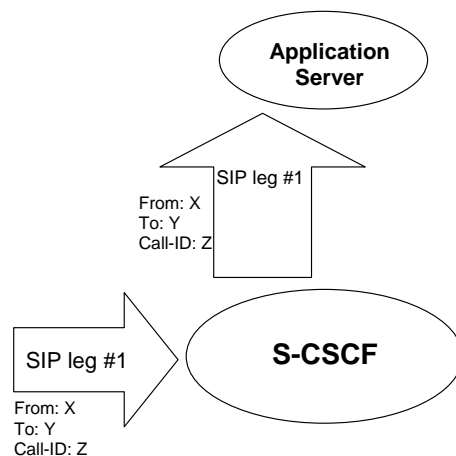 Application
Server
SIP leg #1
From: X
To: Y
Call-ID: Z
S-CSCF
SIP leg #1
From: X
To: Y
Call-ID: Z